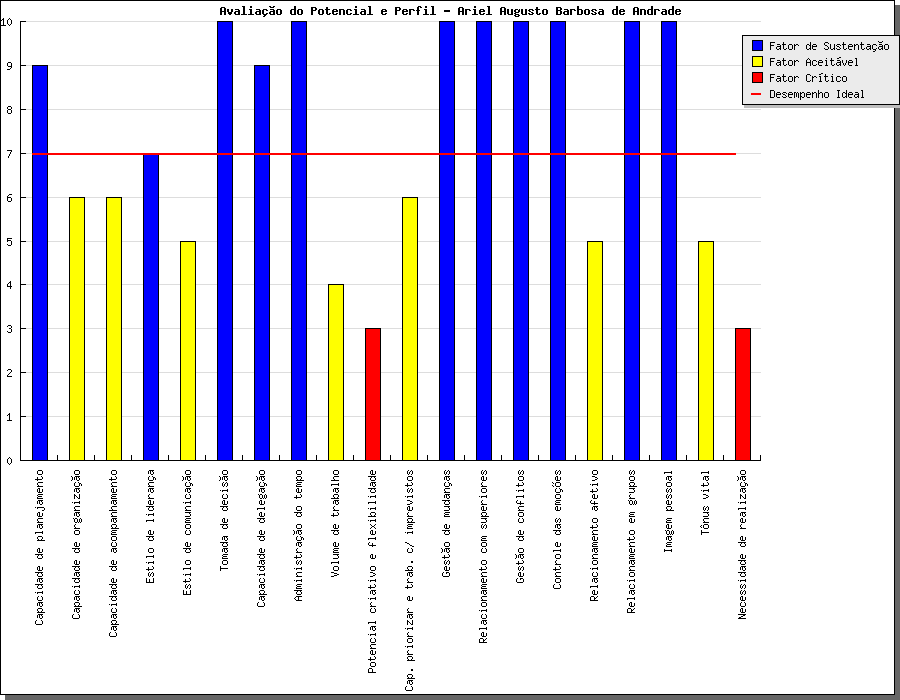 Avaliação do Potencial e Perfil - Ariel Augusto Barbosa de Andrade
Fator de Sustentação
Fator Aceitável
Fator Crítico
Desempenho Ideal
10
9
8
7
6
5
4
3
2
1
0
Capacidade de planejamento
Capacidade de organização
Capacidade de acompanhamento
Estilo de liderança
Estilo de comunicação
Tomada de decisão
Capacidade de delegação
Administração do tempo
Volume de trabalho
Potencial criativo e flexibilidade
Cap. priorizar e trab. c/ imprevistos
Gestão de mudanças
Relacionamento com superiores
Gestão de conflitos
Controle das emoções
Relacionamento afetivo
Relacionamento em grupos
Imagem pessoal
Tônus vital
Necessidade de realização